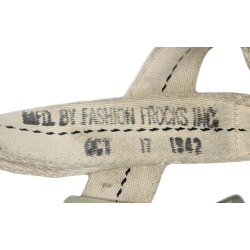 MFD. BY FASHION FROCKS INC.
OCT 17 1942